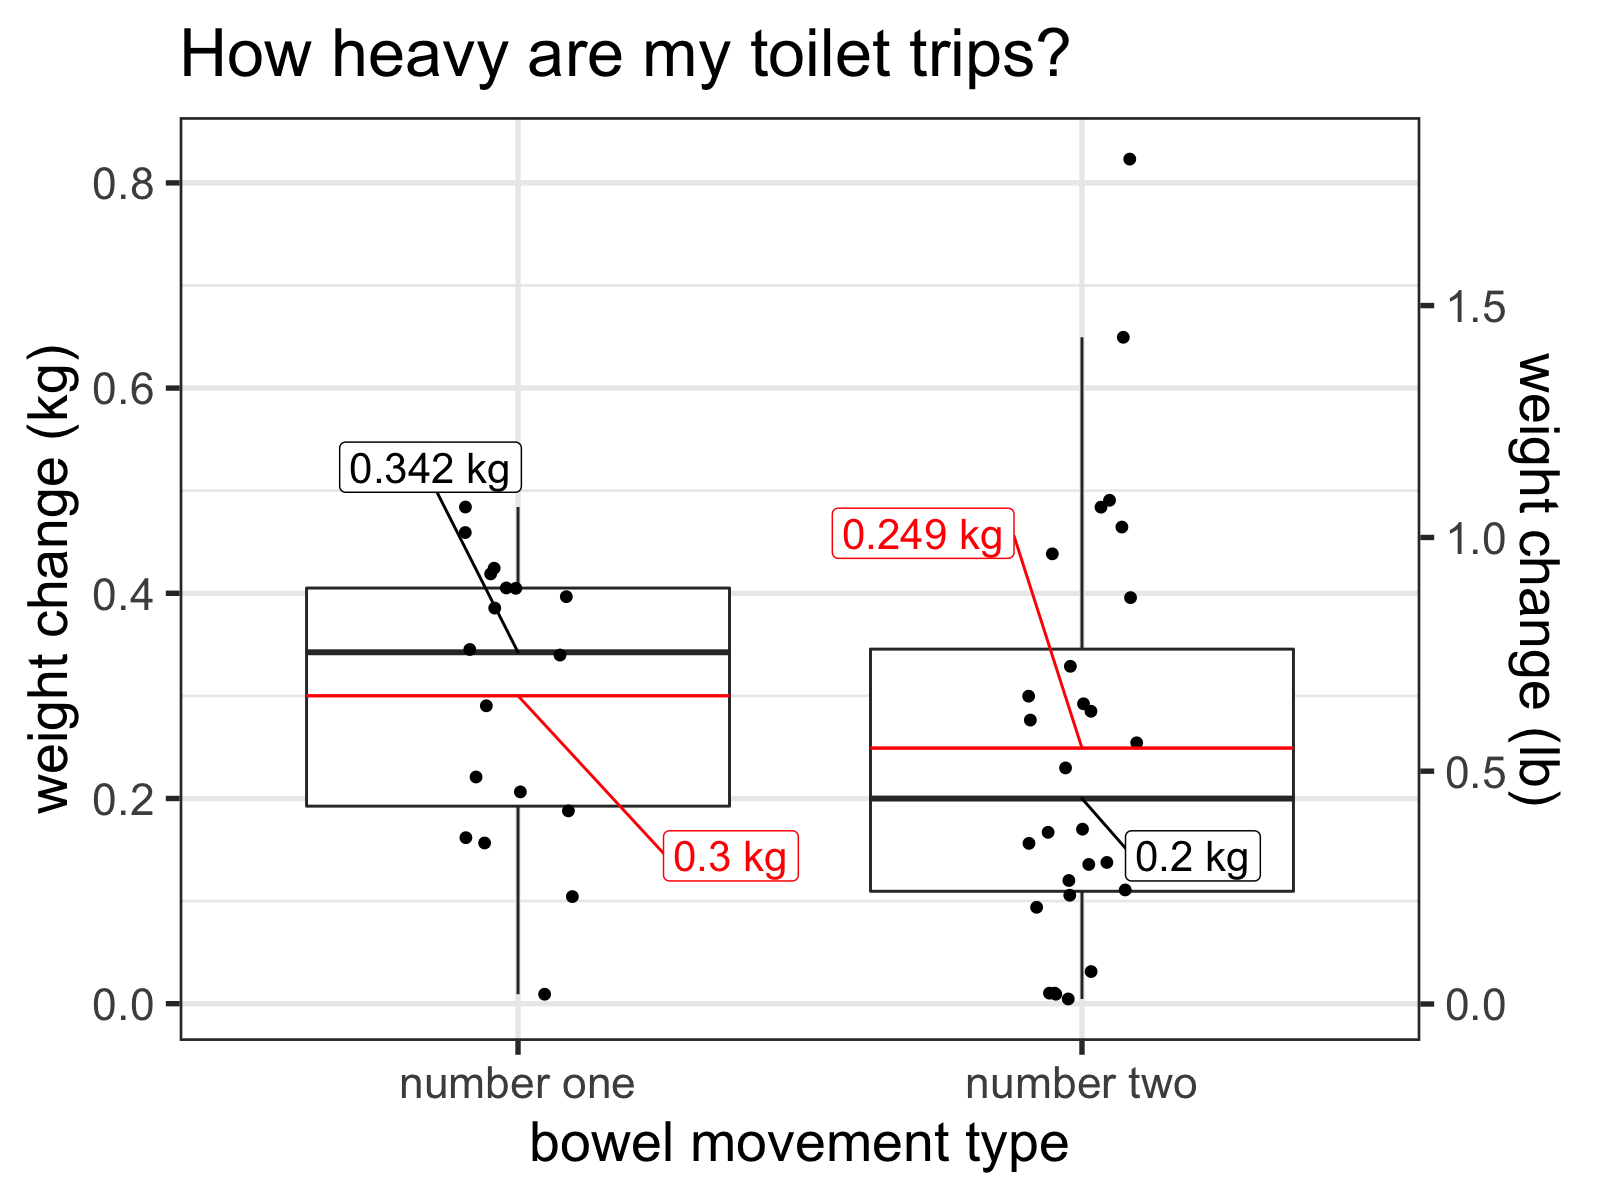 How heavy are my toilet trips?
weight change (kg)
0.8
0.6
0.4
0.2
0.0
0.342 kg
0.3 kg
0.249 kg
0.2 kg
1.5
1.0
0.5
0.0
weight change (lb)
number one
number two
bowel movement type